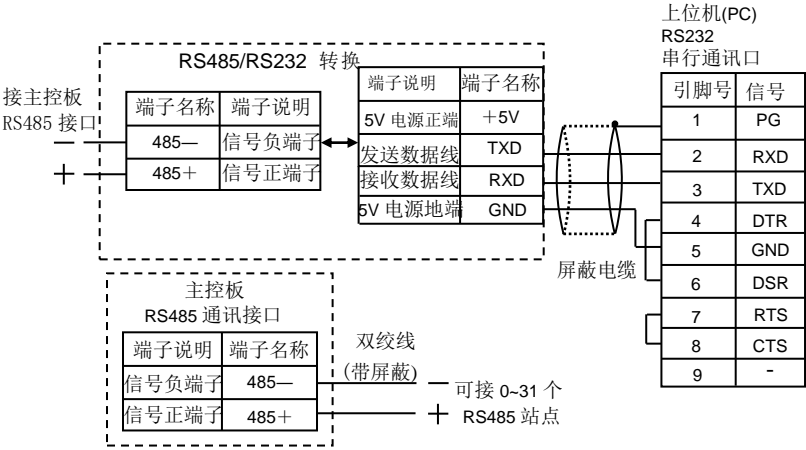 上位机(PC)
RS232
串行通讯口
引脚号 信号
1 PG
2 RXD
3 TXD
4 DTR
5 GND
6 DSR
7 RTS
8 CTS
9 -
RS485/RS232 转换
接主控板
RS485 接口
— 
+
端子名称 端子说明
485— 信号负端子
485＋ 信号正端子
端子说明 端子名称
5V 电源正端 ＋5V
发送数据线 TXD
接收数据线 RXD
5V 电源地端 GND
屏蔽电缆
主控板
RS485 通讯接口
端子说明 端子名称
信号负端子 485—
信号正端子 485＋
双绞线
(带屏蔽)
— 可接 0~31 个
+ RS485 站点